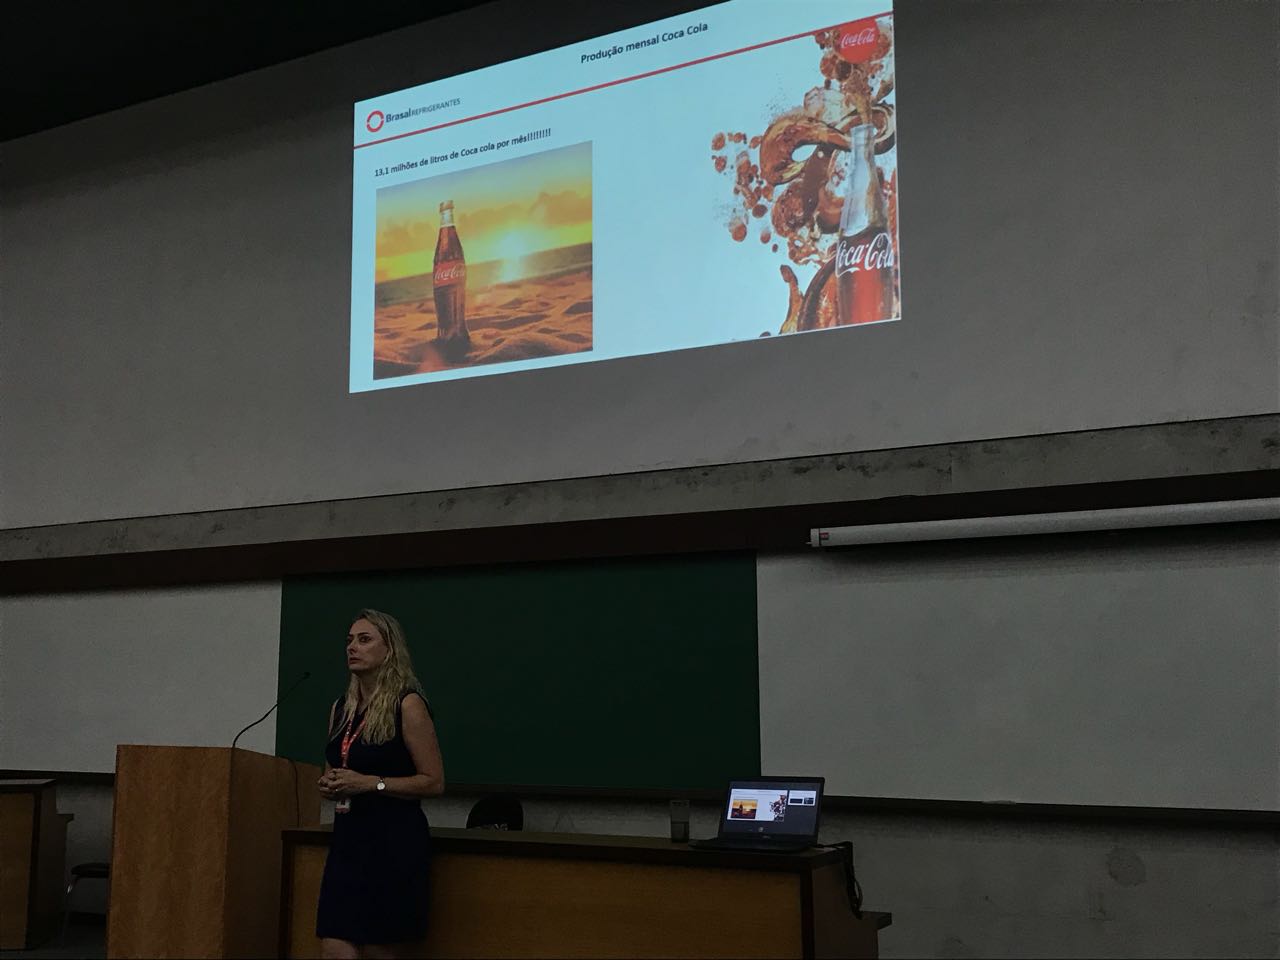 Produção mensal Coca Cola
Coca-Cola
Brasal REFRIGERANTES
13,1 milhões de litros de Coca cola por mês!!!!!!!!
Coca-Cola
Coca-Cola